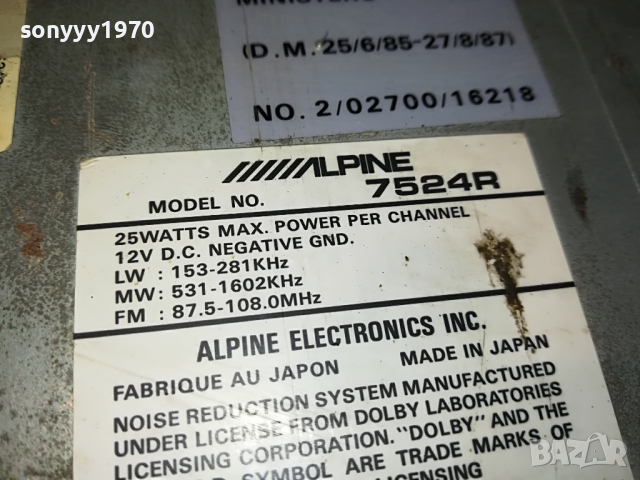 sonyyy1970
(D.M. 25/6/85-27/8/87)
NO. 2/02700/16218
ALPINE
MODEL NO. 7524R
25WATTS MAX. POWER PER CHANNEL
12V D.C. NEGATIVE GND.
LW : 153-281KHz
MW: 531-1602KHz
FM : 87.5-108.0MHz
ALPINE ELECTRONICS INC.
FABRIQUE AU JAPON MADE IN JAPAN
NOISE REDUCTION SYSTEM MANUFACTURED
UNDER LICENSE FROM DOLBY LABORATORIES
LICENSING CORPORATION. "DOLBY" AND THE
SYMBOL ARE TRADE MARKS OF
LICENSING
BAZAR